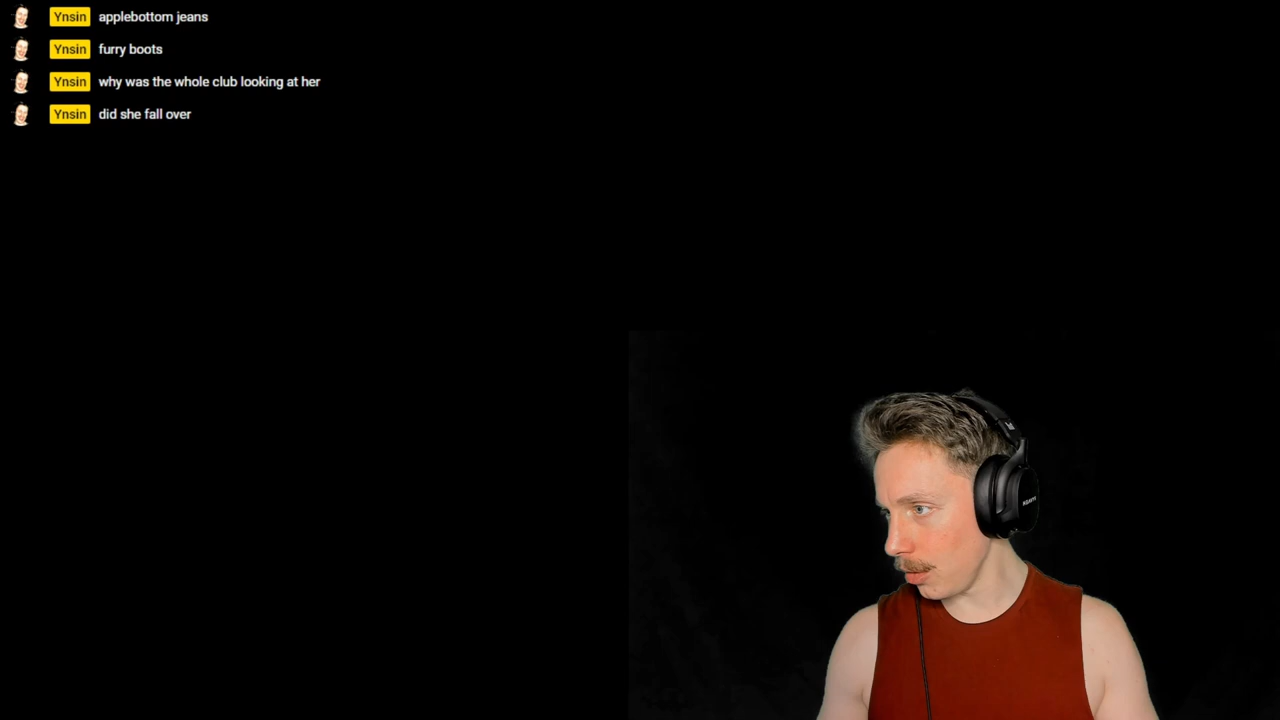 Ynsin applebottom jeans
Ynsin furry boots
Ynsin why was the whole club looking at her
Ynsin did she fall over